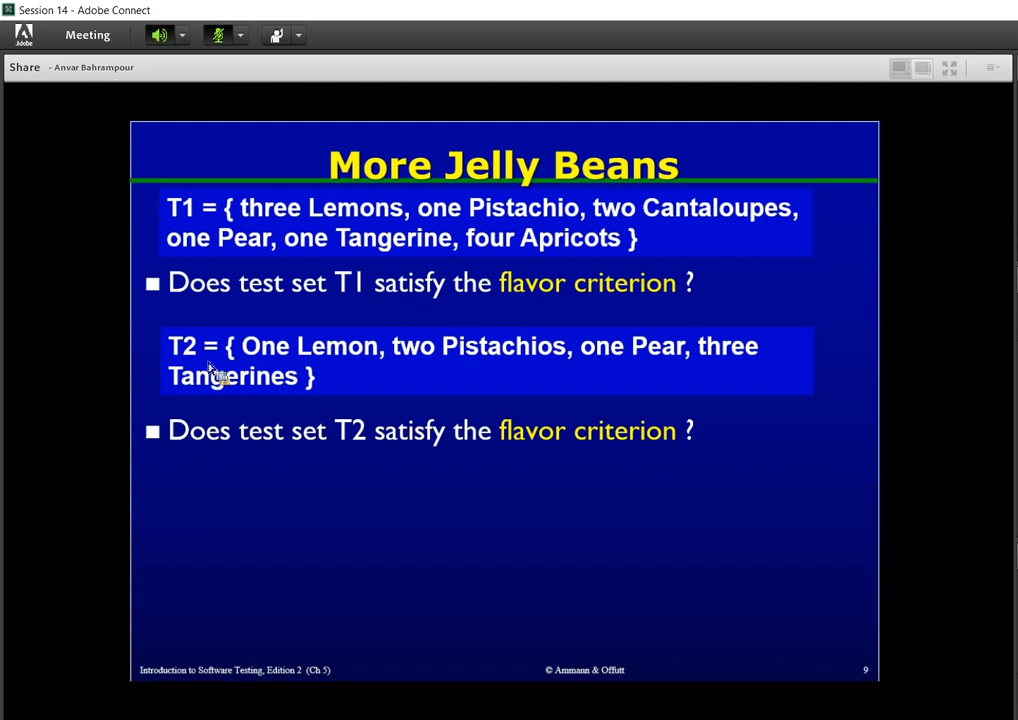 Session 14 - Adobe Connect
Adobe
Meeting
Share - Anvar Bahrampour
More Jelly Beans
T1 = { three Lemons, one Pistachio, two Cantaloupes,
one Pear, one Tangerine, four Apricots }
■ Does test set T1 satisfy the flavor criterion ?
T2 = { One Lemon, two Pistachios, one Pear, three
Tangerines }
■ Does test set T2 satisfy the flavor criterion ?
Introduction to Software Testing, Edition 2 (Ch 5) © Ammann & Offutt 9